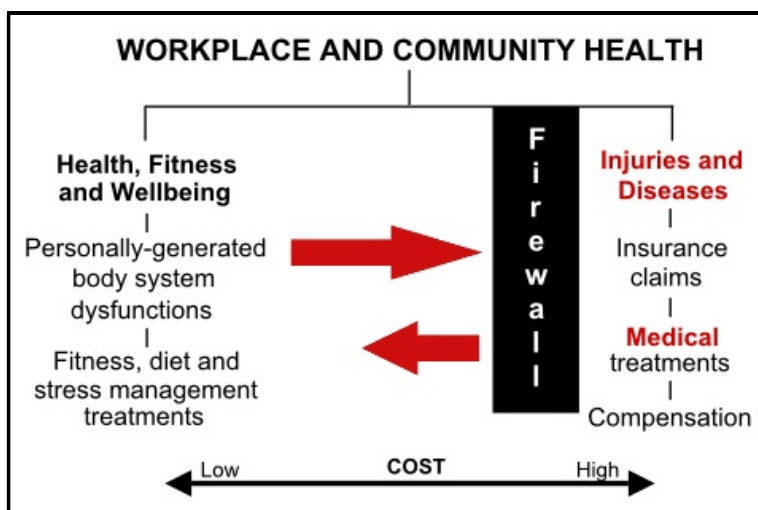 WORKPLACE AND COMMUNITY HEALTH
Health, Fitness
and Wellbeing
Personally-generated
body system
dysfunctions
Fitness, diet and
stress management
treatments
Firewall
Injuries and
Diseases
Insurance
claims
Medical
treatments
Compensation
Low
COST
High